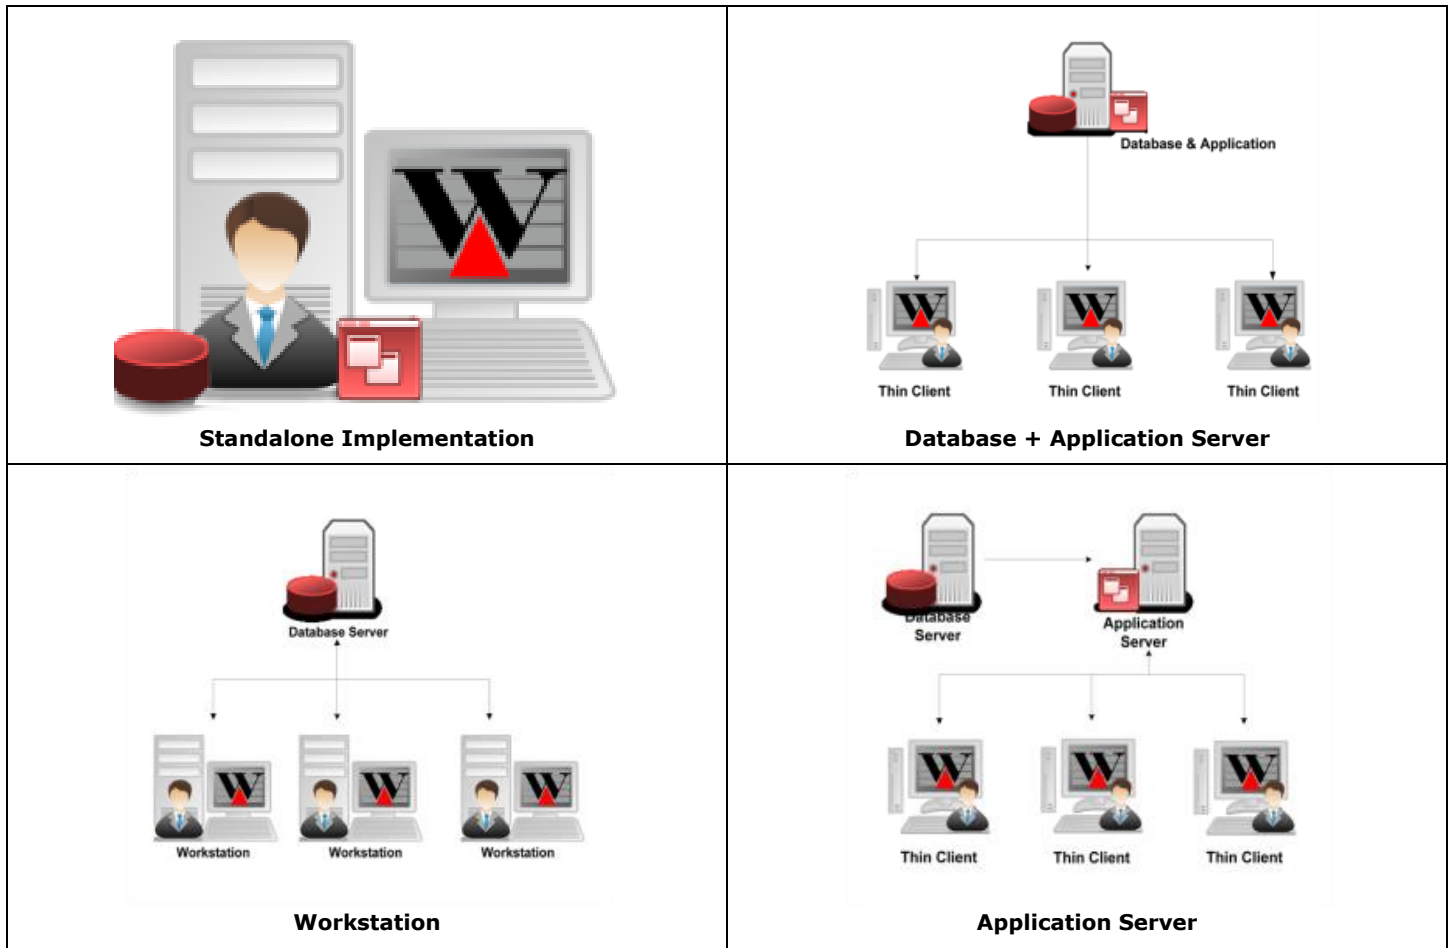 W
Standalone Implementation
Database & Application
W W W
Thin Client Thin Client Thin Client
Database + Application Server
Database Server
W W W
Workstation Workstation Workstation
Workstation
Database
Server
Application
Server
W W W
Thin Client Thin Client Thin Client
Application Server